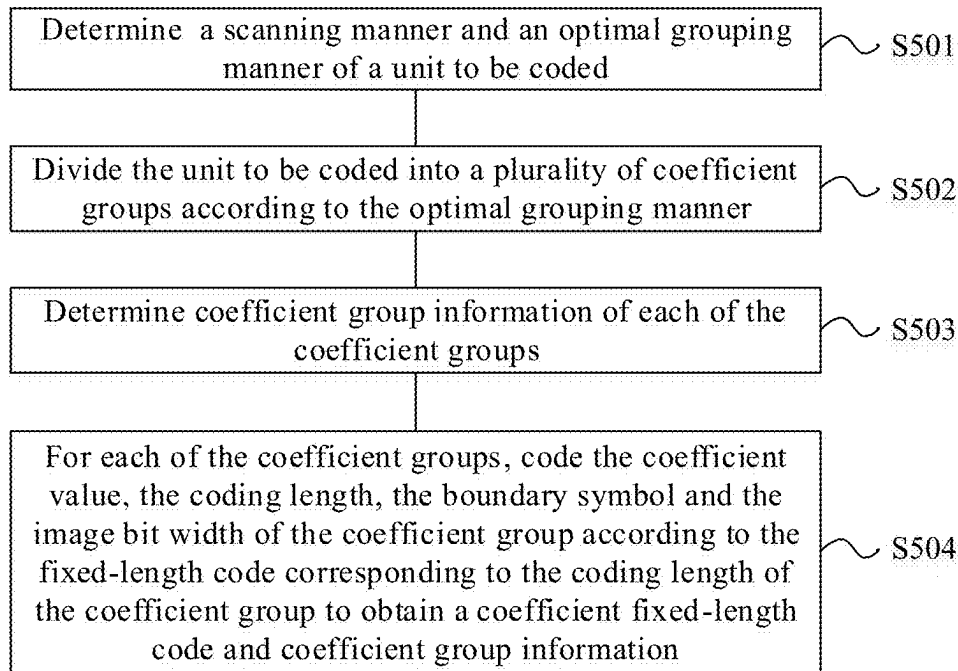 Determine a scanning manner and an optimal grouping
manner of a unit to be coded
S501
Divide the unit to be coded into a plurality of coefficient
groups according to the optimal grouping manner
S502
Determine coefficient group information of each of the
coefficient groups
S503
For each of the coefficient groups, code the coefficient
value, the coding length, the boundary symbol and the
image bit width of the coefficient group according to the
fixed-length code corresponding to the coding length of
the coefficient group to obtain a coefficient fixed-length
code and coefficient group information
S504